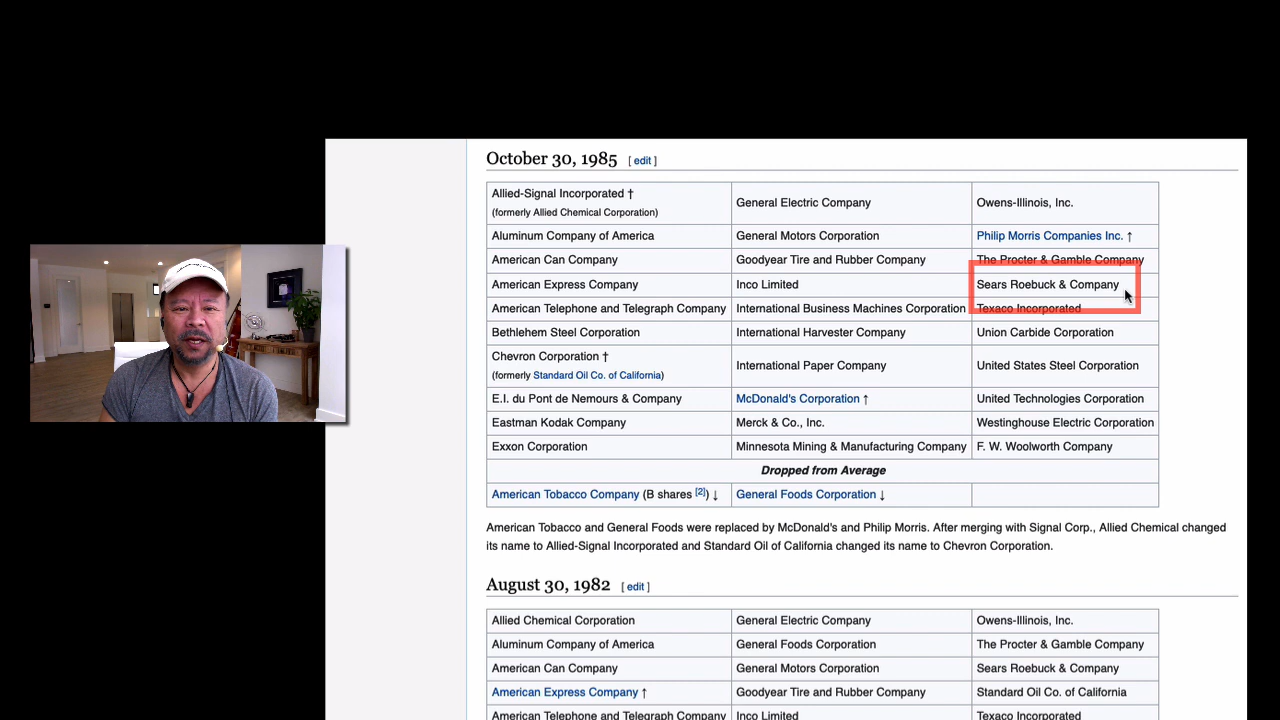 October 30, 1985 [ edit ]
Allied-Signal Incorporated †
(formerly Allied Chemical Corporation)
General Electric Company
Owens-Illinois, Inc.
Aluminum Company of America
General Motors Corporation
Philip Morris Companies Inc. ↑
American Can Company
Goodyear Tire and Rubber Company
The Procter & Gamble Company
American Express Company
Inco Limited
Sears Roebuck & Company
American Telephone and Telegraph Company
International Business Machines Corporation
Texaco Incorporated
Bethlehem Steel Corporation
International Harvester Company
Union Carbide Corporation
Chevron Corporation †
(formerly Standard Oil Co. of California)
International Paper Company
United States Steel Corporation
E.I. du Pont de Nemours & Company
McDonald's Corporation ↑
United Technologies Corporation
Eastman Kodak Company
Merck & Co., Inc.
Westinghouse Electric Corporation
Exxon Corporation
Minnesota Mining & Manufacturing Company
F. W. Woolworth Company
Dropped from Average
American Tobacco Company (B shares [2]) ↓
General Foods Corporation ↓
American Tobacco and General Foods were replaced by McDonald's and Philip Morris. After merging with Signal Corp., Allied Chemical changed
its name to Allied-Signal Incorporated and Standard Oil of California changed its name to Chevron Corporation.
August 30, 1982 [ edit ]
Allied Chemical Corporation
General Electric Company
Owens-Illinois, Inc.
Aluminum Company of America
General Foods Corporation
The Procter & Gamble Company
American Can Company
General Motors Corporation
Sears Roebuck & Company
American Express Company ↑
Goodyear Tire and Rubber Company
Standard Oil Co. of California
American Telephone and Telegraph Company
Inco Limited
Texaco Incorporated